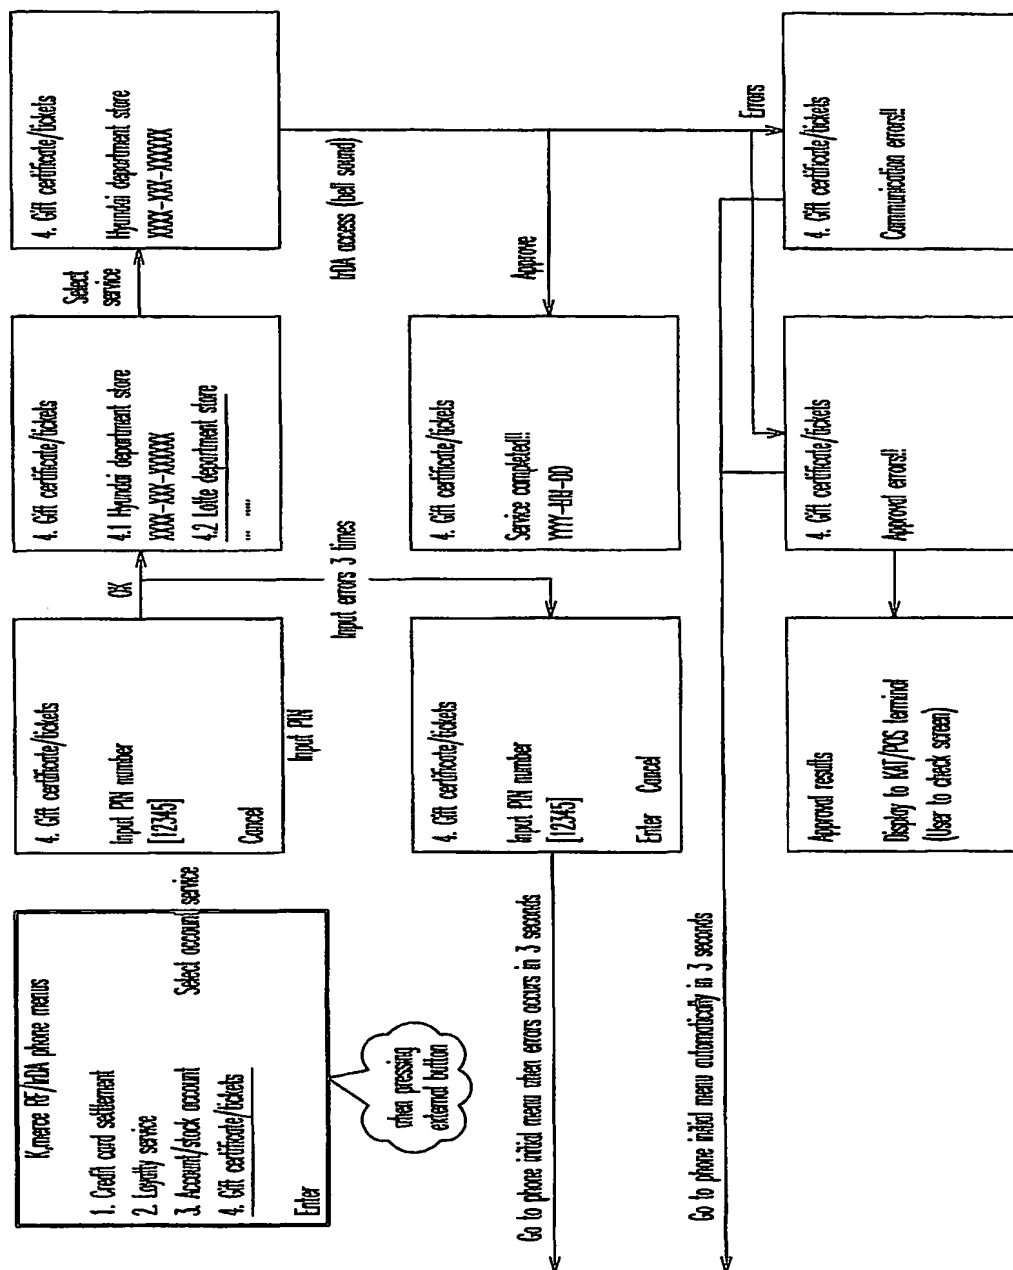 K,merce RF/IrDA phone menus
1. Credit card settlement
2. Loyalty service
3. Account/stock account
4. Gift certificate/tickets
Enter
Select account service
when pressing
external button
4. Gift certificate/tickets
Input PIN number
[12345]
Cancel
Input PIN
OK
4. Gift certificate/tickets
4.1 Hyundai department store
XXXX-XXX-XXXXXX
4.2 Lotte department store
... .....
Select
service
4. Gift certificate/tickets
Hyundai department store
XXXX-XXX-XXXXXX
Input errors 3 times
IrDA access (bell sound)
4. Gift certificate/tickets
Input PIN number
[12345]
Enter Cancel
Go to phone initial menu when errors occurs in 3 seconds
4. Gift certificate/tickets
Service completed!!
YYYY-MM-DD
Approve
Go to phone initial menu automatically in 3 seconds
Approval results
Display to KAT/POS terminal
(User to check screen)
4. Gift certificate/tickets
Approval errors!!
Errors
4. Gift certificate/tickets
Communication errors!!